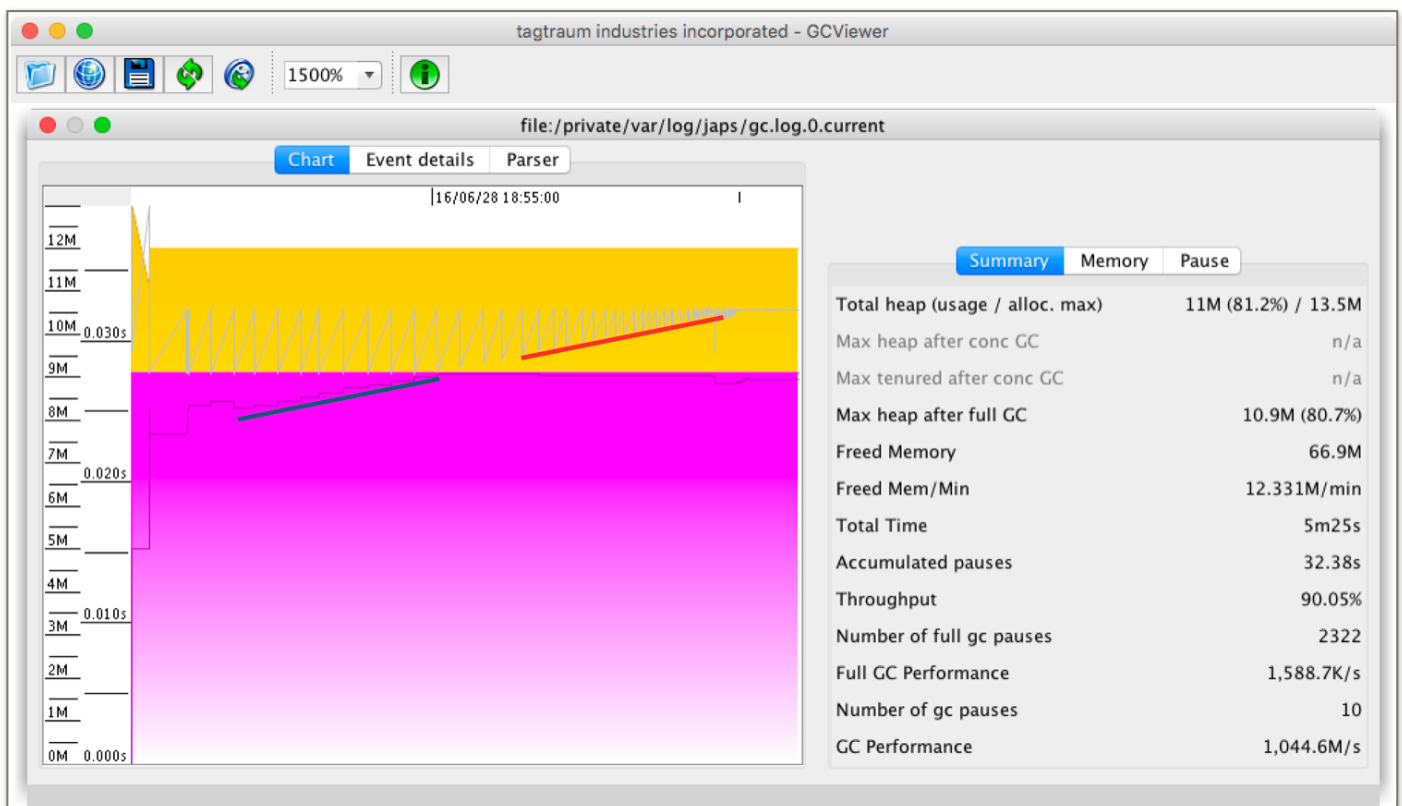 tagtraum industries incorporated - GCViewer
1500%
file:/private/var/log/japs/gc.log.0.current
Chart Event details Parser
16/06/28 18:55:00
12M
11M
10M 0.030s
9M
8M
7M
0.020s
6M
5M
4M
0.010s
3M
2M
1M
0M 0.000s
Summary Memory Pause
Total heap (usage / alloc. max) 11M (81.2%) / 13.5M
Max heap after conc GC n/a
Max tenured after conc GC n/a
Max heap after full GC 10.9M (80.7%)
Freed Memory 66.9M
Freed Mem/Min 12.331M/min
Total Time 5m25s
Accumulated pauses 32.38s
Throughput 90.05%
Number of full gc pauses 2322
Full GC Performance 1,588.7K/s
Number of gc pauses 10
GC Performance 1,044.6M/s